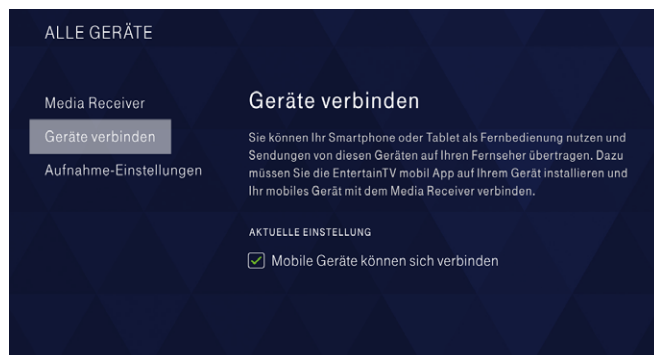 ALLE GERÄTE
Media Receiver
Geräte verbinden
Aufnahme-Einstellungen
Geräte verbinden
Sie können Ihr Smartphone oder Tablet als Fernbedienung nutzen und
Sendungen von diesen Geräten auf Ihren Fernseher übertragen. Dazu
müssen Sie die EntertainTV mobil App auf Ihrem Gerät installieren und
Ihr mobiles Gerät mit dem Media Receiver verbinden.
AKTUELLE EINSTELLUNG
Mobile Geräte können sich verbinden